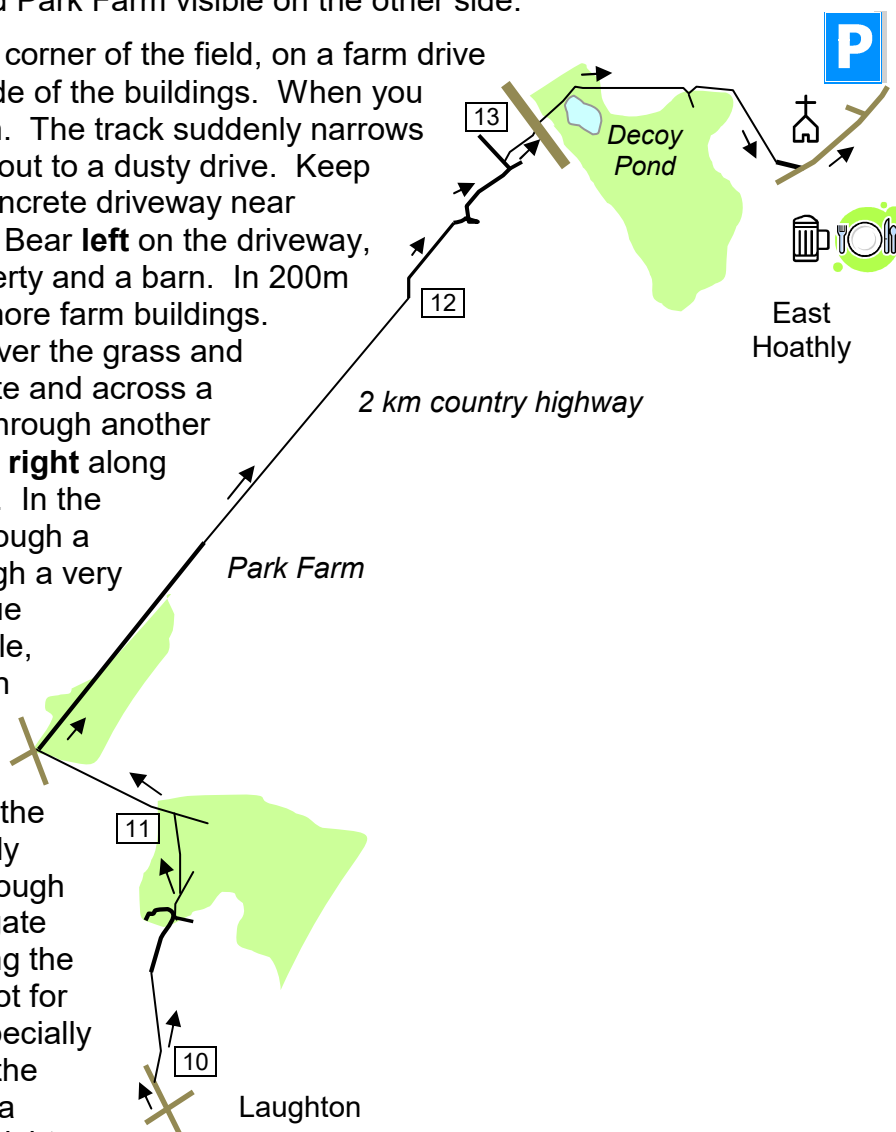 d Park Farm visible on the other side.
corner of the field, on a farm drive
de of the buildings. When you
n. The track suddenly narrows
out to a dusty drive. Keep
ncrete driveway near
Bear left on the driveway,
erty and a barn. In 200m
more farm buildings.
ver the grass and
te and across a
hrough another
right along
In the
ough a
gh a very
ue
le,
n
the
ly
ough
gate
ng the
ot for
pecially
the
a
P
13
Decoy
Pond
12
East
Hoathly
2 km country highway
Park Farm
11
10
Laughton